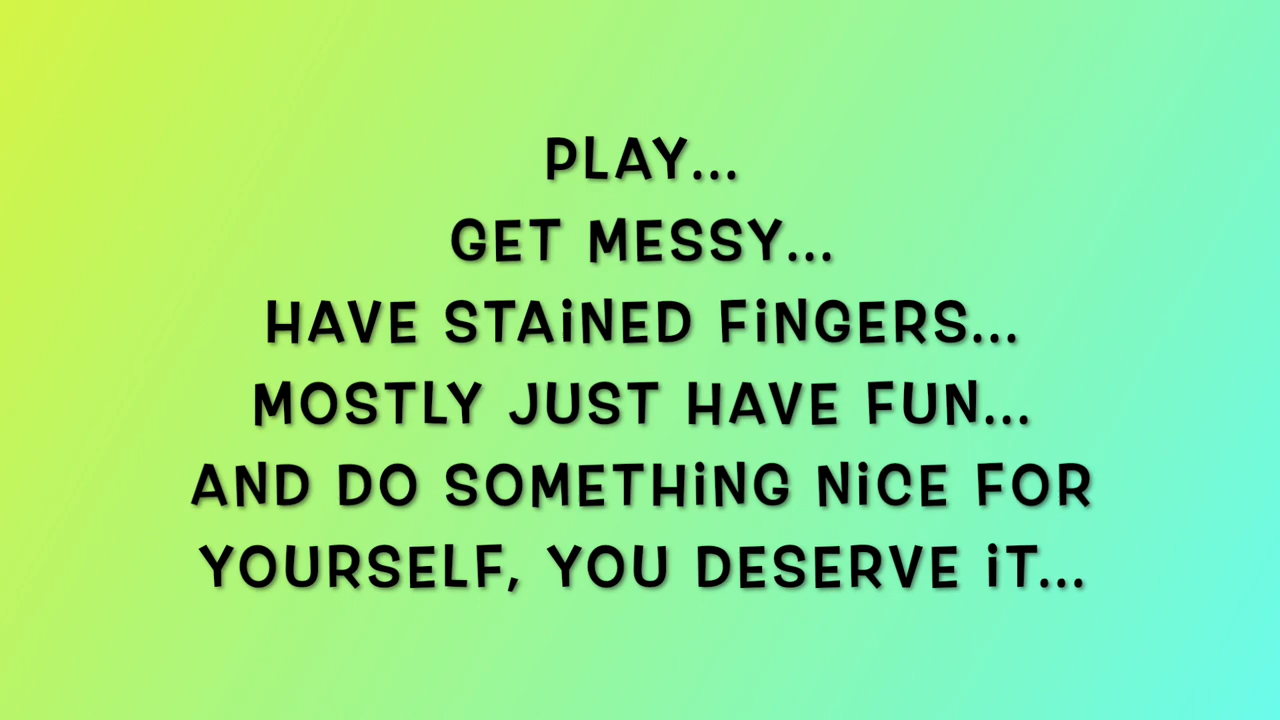 PLAY...
GET MESSY...
HAVE STAiNED FiNGERS...
MOSTLY JUST HAVE FUN...
AND DO SOMETHiNG NiCE FOR
YOURSELF, YOU DESERVE iT...